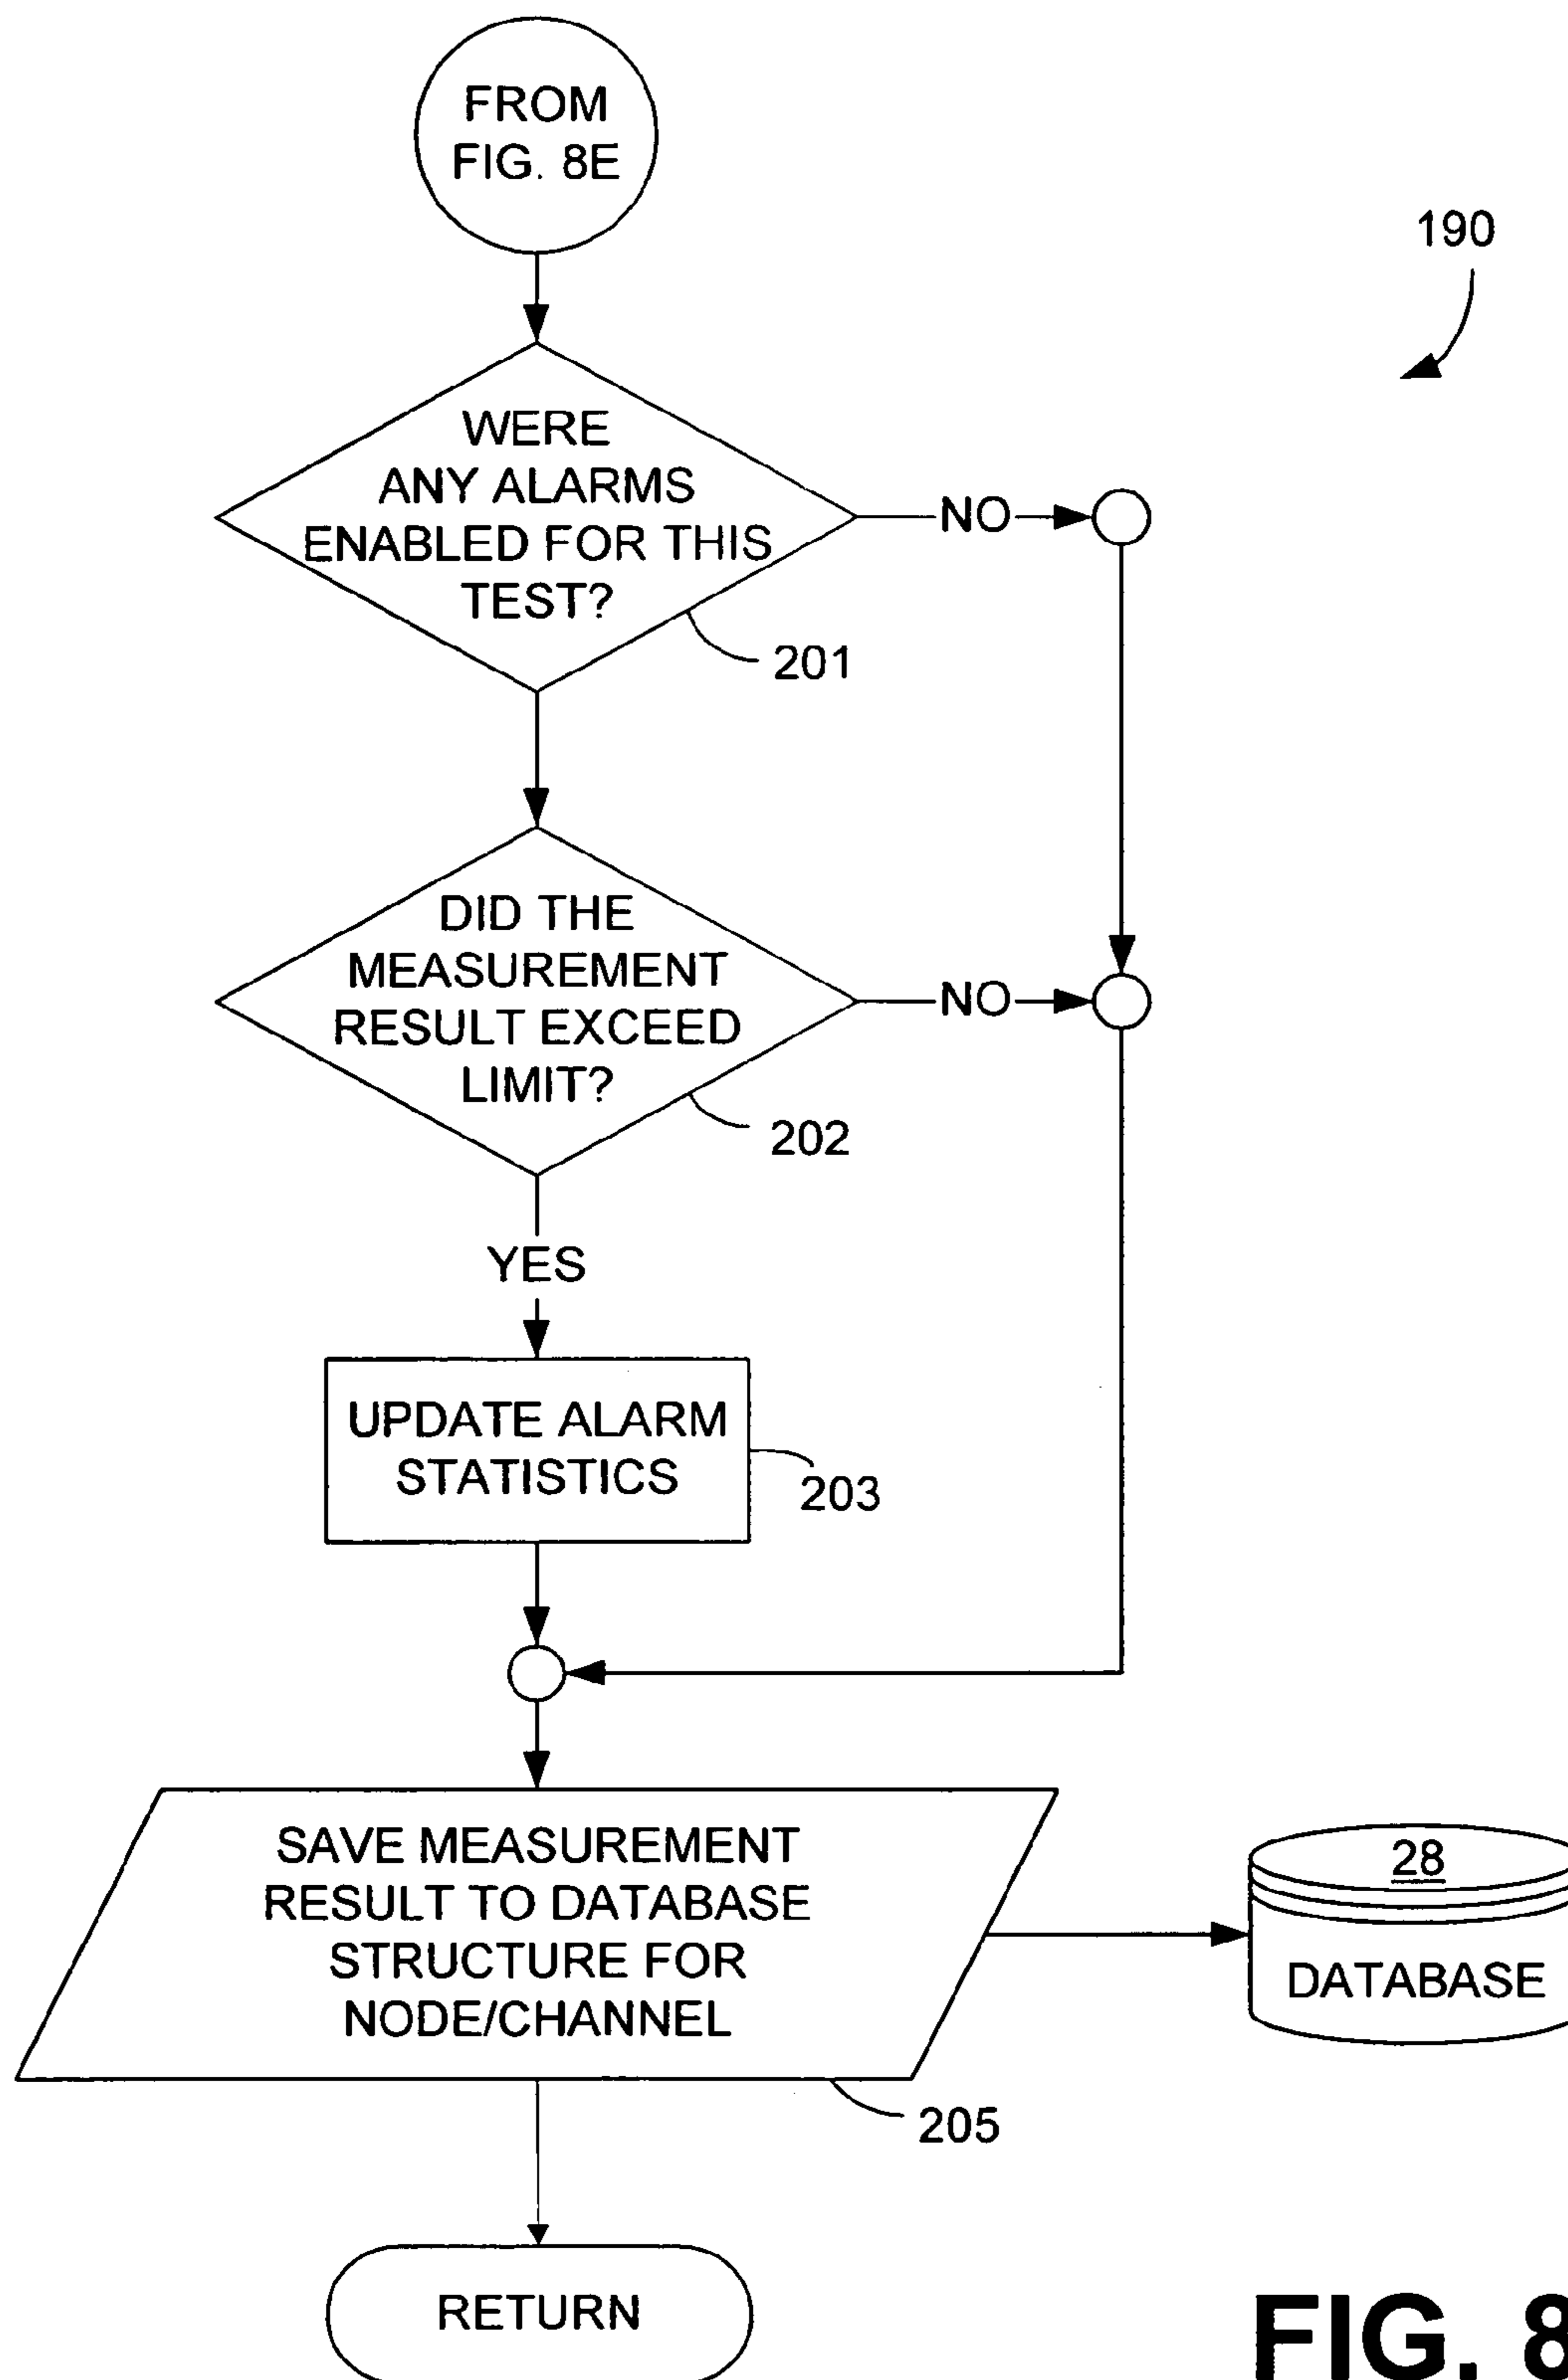 FROM
FIG. 8E
190
WERE
ANY ALARMS
ENABLED FOR THIS
TEST?
NO
201
DID THE
MEASUREMENT
RESULT EXCEED
LIMIT?
NO
202
YES
UPDATE ALARM
STATISTICS
203
SAVE MEASUREMENT
RESULT TO DATABASE
STRUCTURE FOR
NODE/CHANNEL
28
DATABASE
205
RETURN
FIG. 8